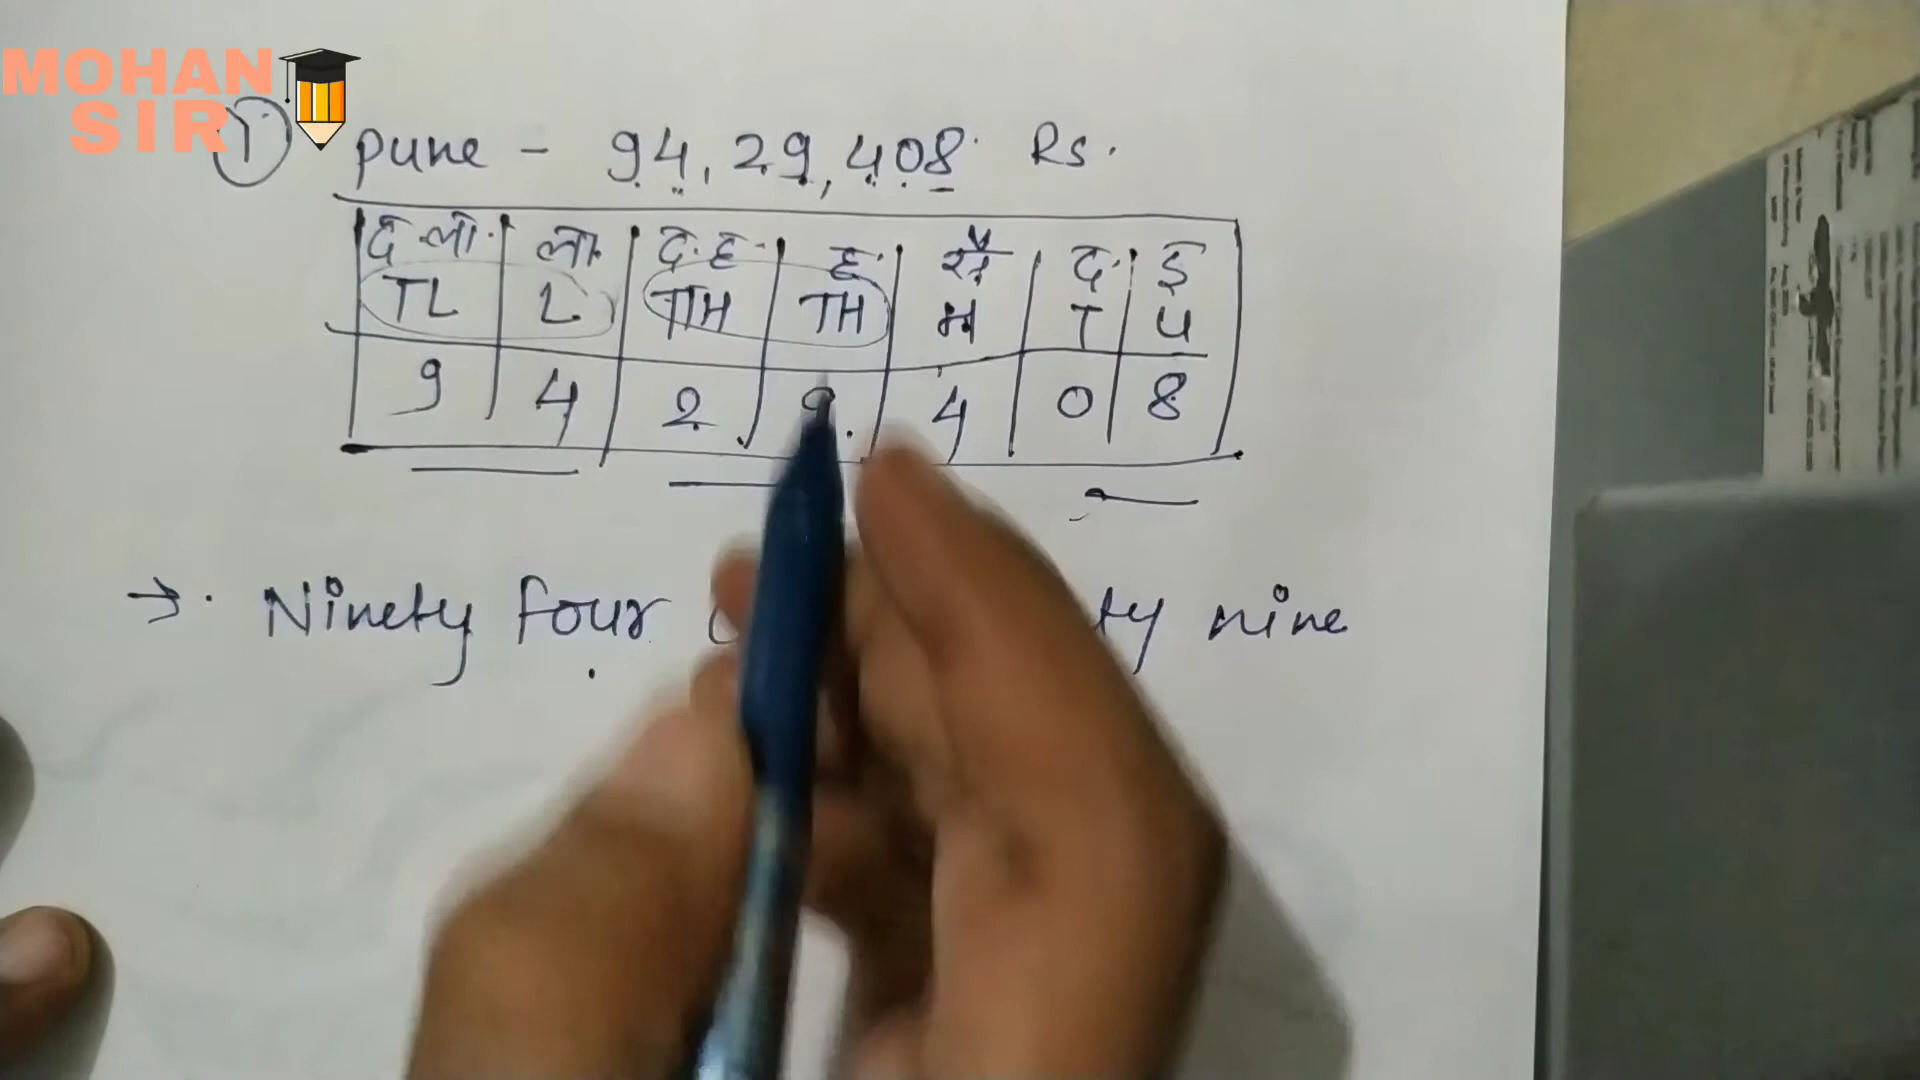 MOHAN
SIR
1 pune - 94,29,408 Rs.
द.ला. ला. द.ह. ह. द. इ
TL L TTH TH H T U
9 4 2 9 4 0 8
→ Ninety four ty nine